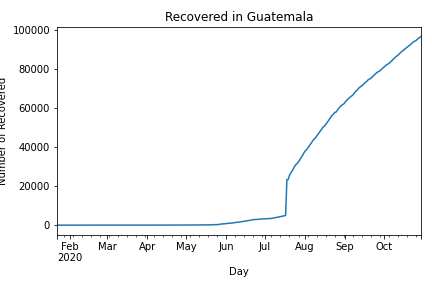 Recovered in Guatemala
100000
80000
60000
40000
20000
0
Number of Recovered
Feb Mar Apr May Jun Jul Aug Sep Oct
2020
Day